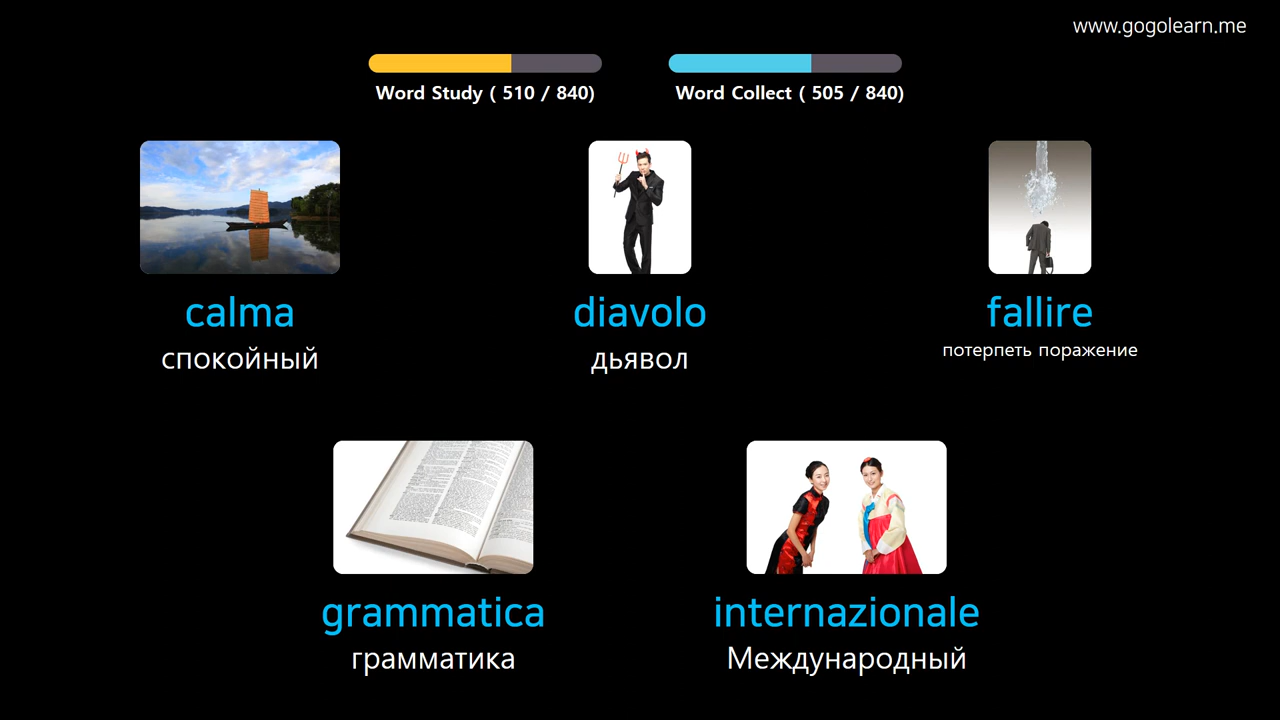 www.gogolearn.me
Word Study ( 510 / 840)
Word Collect ( 505 / 840)
calma
спокойный
diavolo
дьявол
fallire
потерпеть поражение
grammatica
грамматика
internazionale
Международный